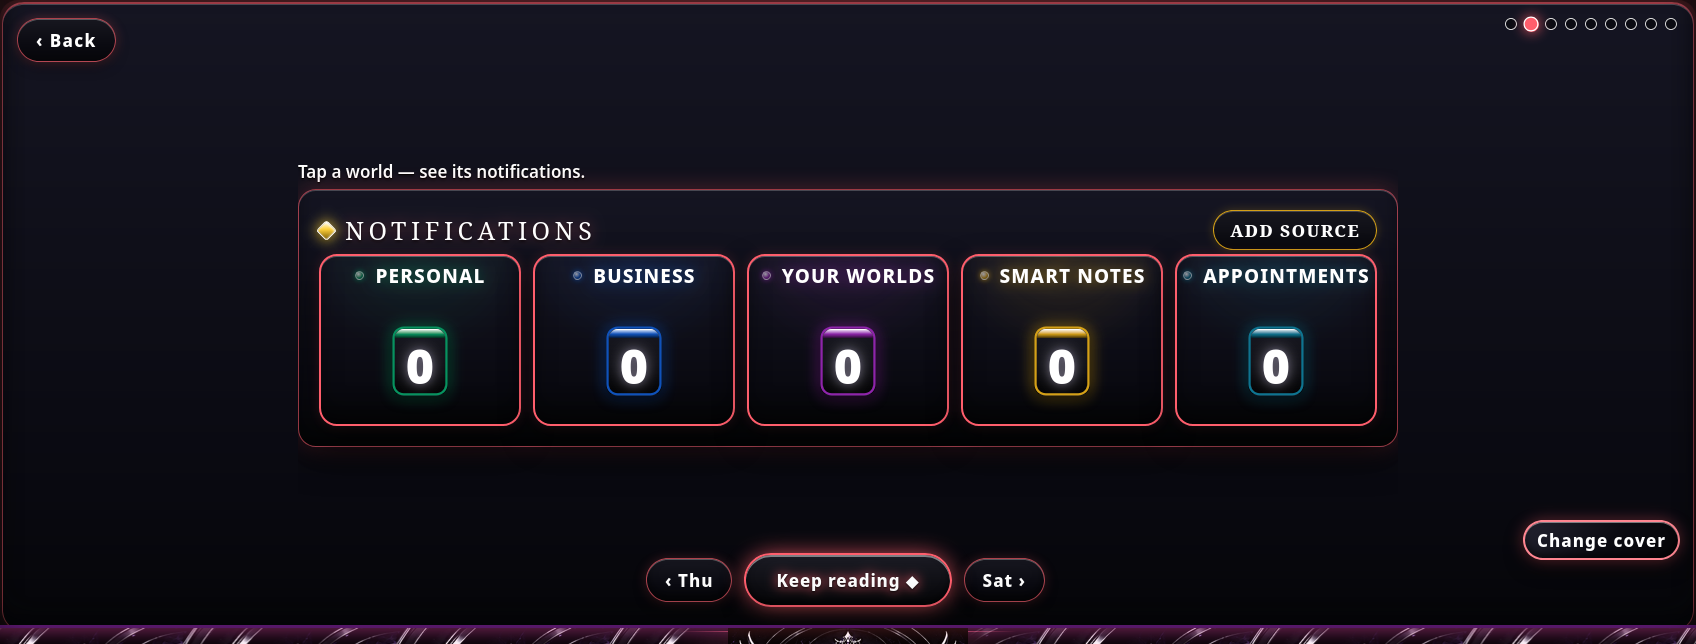 ‹ Back
Tap a world — see its notifications.
NOTIFICATIONS
ADD SOURCE
PERSONAL
BUSINESS
YOUR WORLDS
SMART NOTES
APPOINTMENTS
0
0
0
0
0
Change cover
‹ Thu
Keep reading ◆
Sat ›